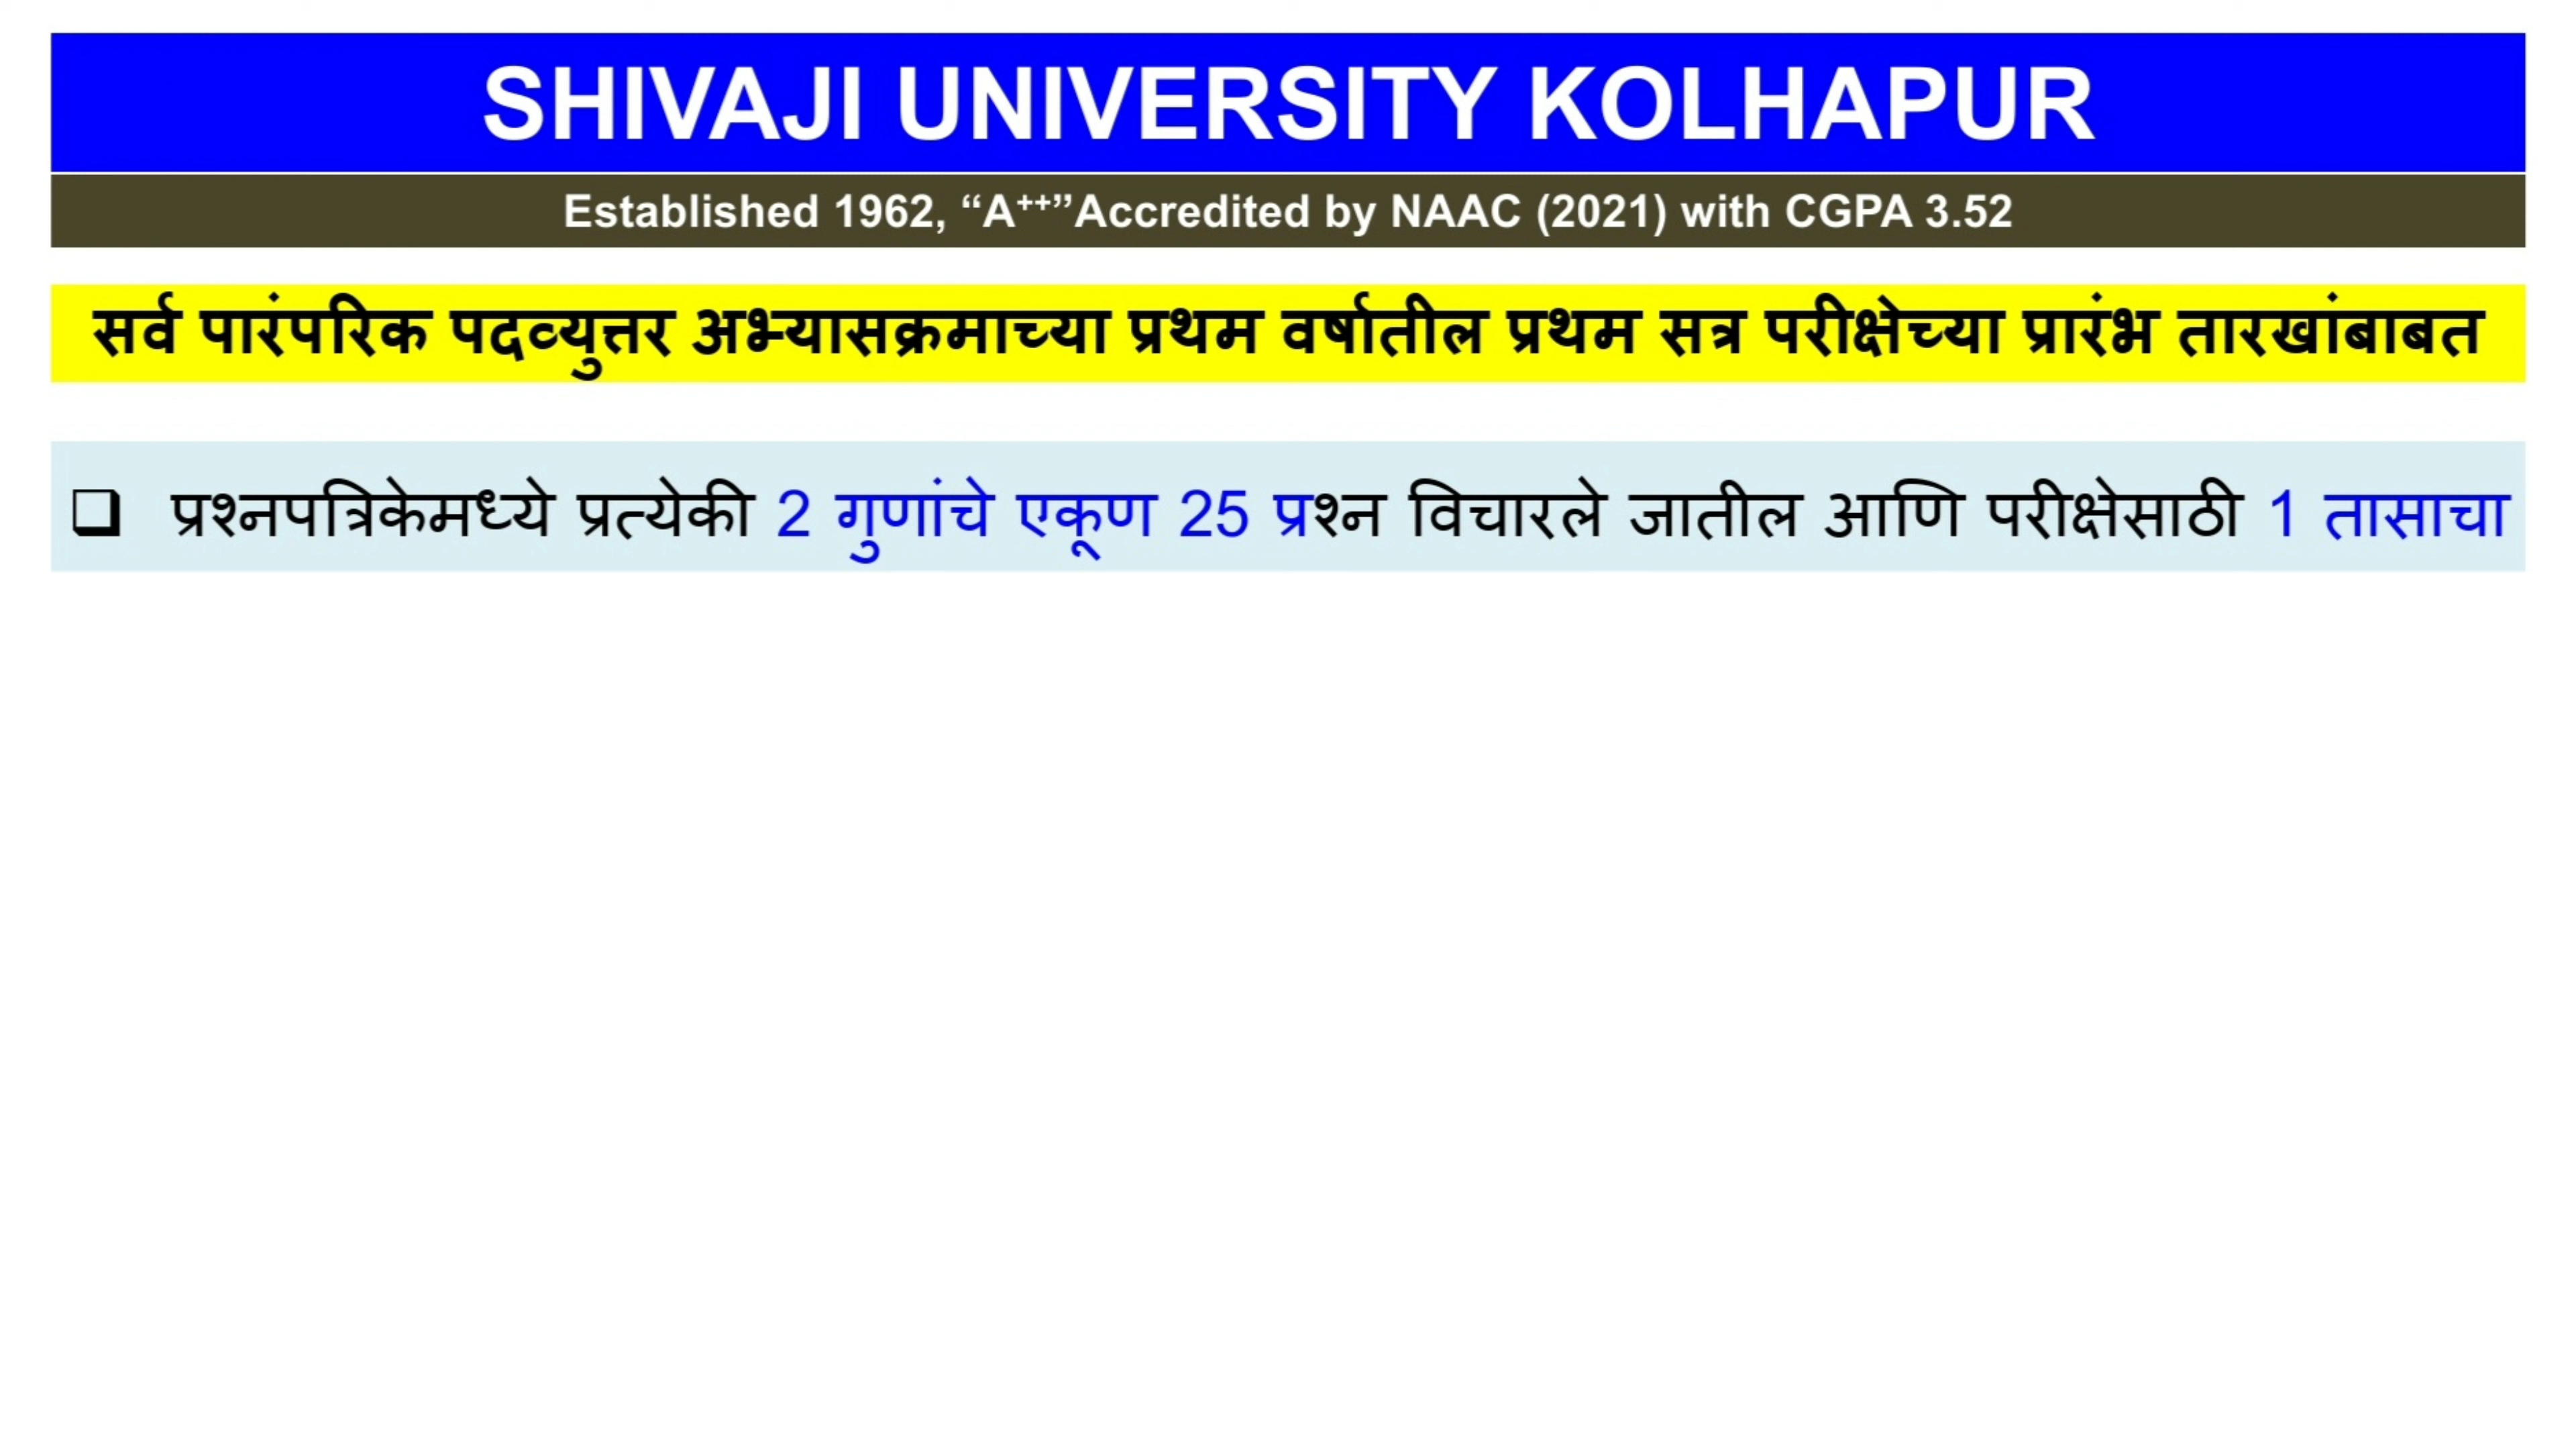 SHIVAJI UNIVERSITY KOLHAPUR
Established 1962, “A++”Accredited by NAAC (2021) with CGPA 3.52
सर्व पारंपरिक पदव्युत्तर अभ्यासक्रमाच्या प्रथम वर्षातील प्रथम सत्र परीक्षेच्या प्रारंभ तारखांबाबत
❑ प्रश्नपत्रिकेमध्ये प्रत्येकी 2 गुणांचे एकूण 25 प्रश्न विचारले जातील आणि परीक्षेसाठी 1 तासाचा